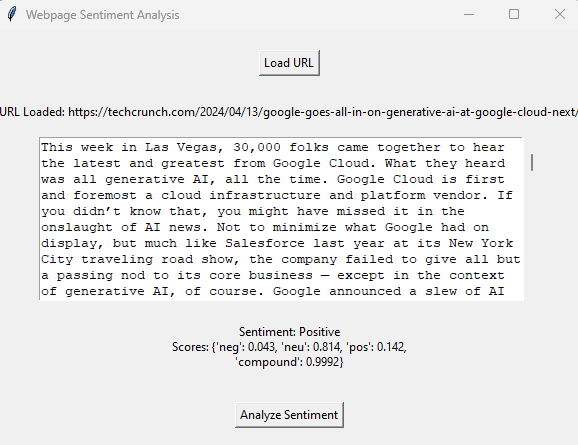 Webpage Sentiment Analysis
Load URL
URL Loaded: https://techcrunch.com/2024/04/13/google-goes-all-in-on-generative-ai-at-google-cloud-next/
This week in Las Vegas, 30,000 folks came together to hear
the latest and greatest from Google Cloud. What they heard
was all generative AI, all the time. Google Cloud is first
and foremost a cloud infrastructure and platform vendor. If
you didn’t know that, you might have missed it in the
onslaught of AI news. Not to minimize what Google had on
display, but much like Salesforce last year at its New York
City traveling road show, the company failed to give all but
a passing nod to its core business — except in the context
of generative AI, of course. Google announced a slew of AI
Sentiment: Positive
Scores: {'neg': 0.043, 'neu': 0.814, 'pos': 0.142,
'compound': 0.9992}
Analyze Sentiment